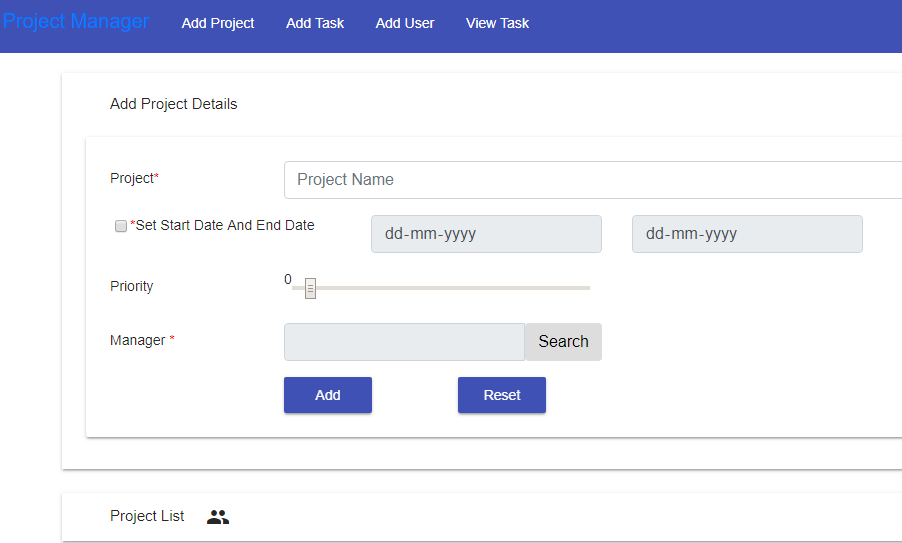 Project Manager Add Project Add Task Add User View Task
Add Project Details
Project* Project Name
*Set Start Date And End Date dd-mm-yyyy dd-mm-yyyy
Priority 0
Manager * Search
Add Reset
Project List